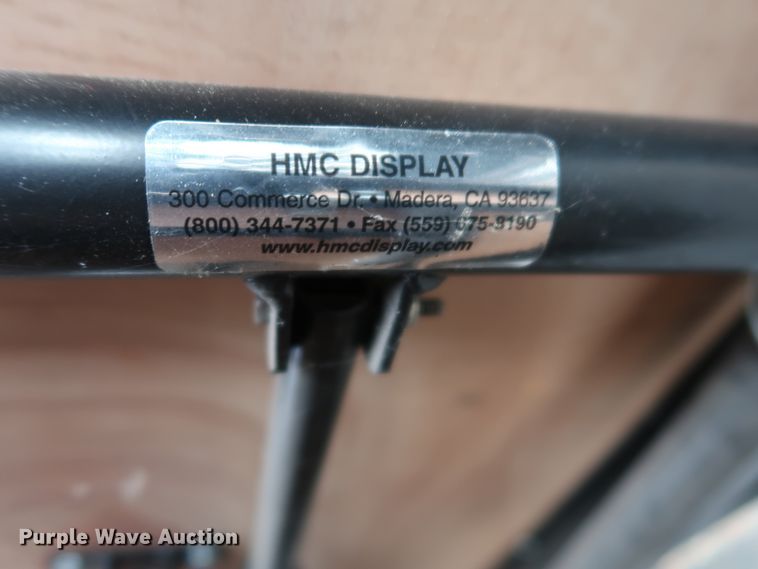 HMC DISPLAY
300 Commerce Dr. • Madera, CA 93637
(800) 344-7371 • Fax (559) 675-9190
www.hmcdisplay.com
Purple Wave Auction